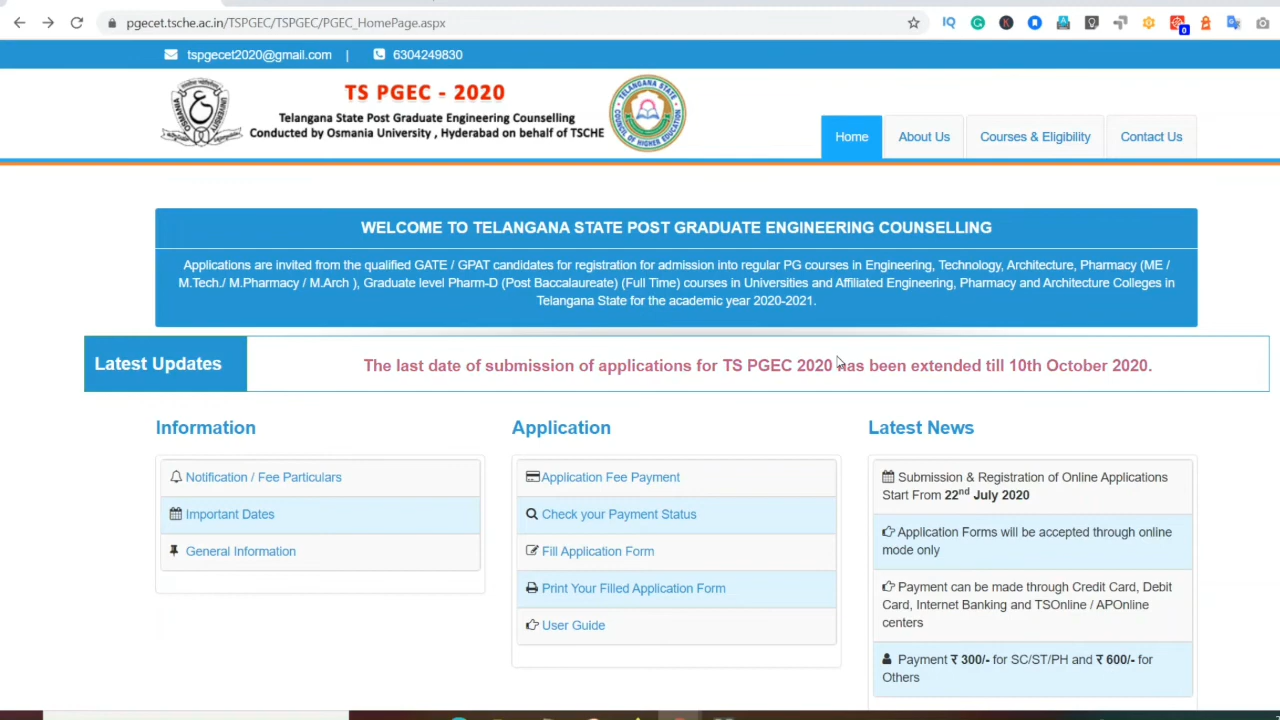 pgecet.tsche.ac.in/TSPGEC/TSPGEC/PGEC_HomePage.aspx
IQ
0
tspgecet2020@gmail.com | 6304249830
TS PGEC - 2020
Telangana State Post Graduate Engineering Counselling
Conducted by Osmania University , Hyderabad on behalf of TSCHE
Home
About Us
Courses & Eligibility
Contact Us
WELCOME TO TELANGANA STATE POST GRADUATE ENGINEERING COUNSELLING
Applications are invited from the qualified GATE / GPAT candidates for registration for admission into regular PG courses in Engineering, Technology, Architecture, Pharmacy (ME /
M.Tech./ M.Pharmacy / M.Arch ), Graduate level Pharm-D (Post Baccalaureate) (Full Time) courses in Universities and Affiliated Engineering, Pharmacy and Architecture Colleges in
Telangana State for the academic year 2020-2021.
Latest Updates
The last date of submission of applications for TS PGEC 2020 has been extended till 10th October 2020.
Information
Notification / Fee Particulars
Important Dates
General Information
Application
Application Fee Payment
Check your Payment Status
Fill Application Form
Print Your Filled Application Form
User Guide
Latest News
Submission & Registration of Online Applications
Start From 22nd July 2020
Application Forms will be accepted through online
mode only
Payment can be made through Credit Card, Debit
Card, Internet Banking and TSOnline / APOnline
centers
Payment ₹ 300/- for SC/ST/PH and ₹ 600/- for
Others